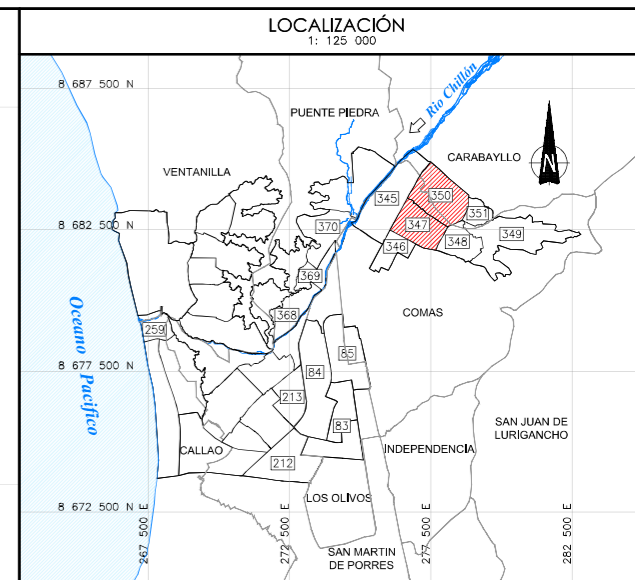 LOCALIZACIÓN
1: 125 000
8 687 500 N
PUENTE PIEDRA
Rio Chillón
CARABAYLLO
N
VENTANILLA
345
350
351
8 682 500 N
370
347
349
346
348
369
COMAS
Oceano Pacifico
368
259
85
8 677 500 N
84
213
83
SAN JUAN DE
LURIGANCHO
CALLAO
INDEPENDENCÍA
212
LOS OLIVOS
8 672 500 N
267 500 E
272 500 E
277 500 E
282 500 E
SAN MARTIN
DE PORRES